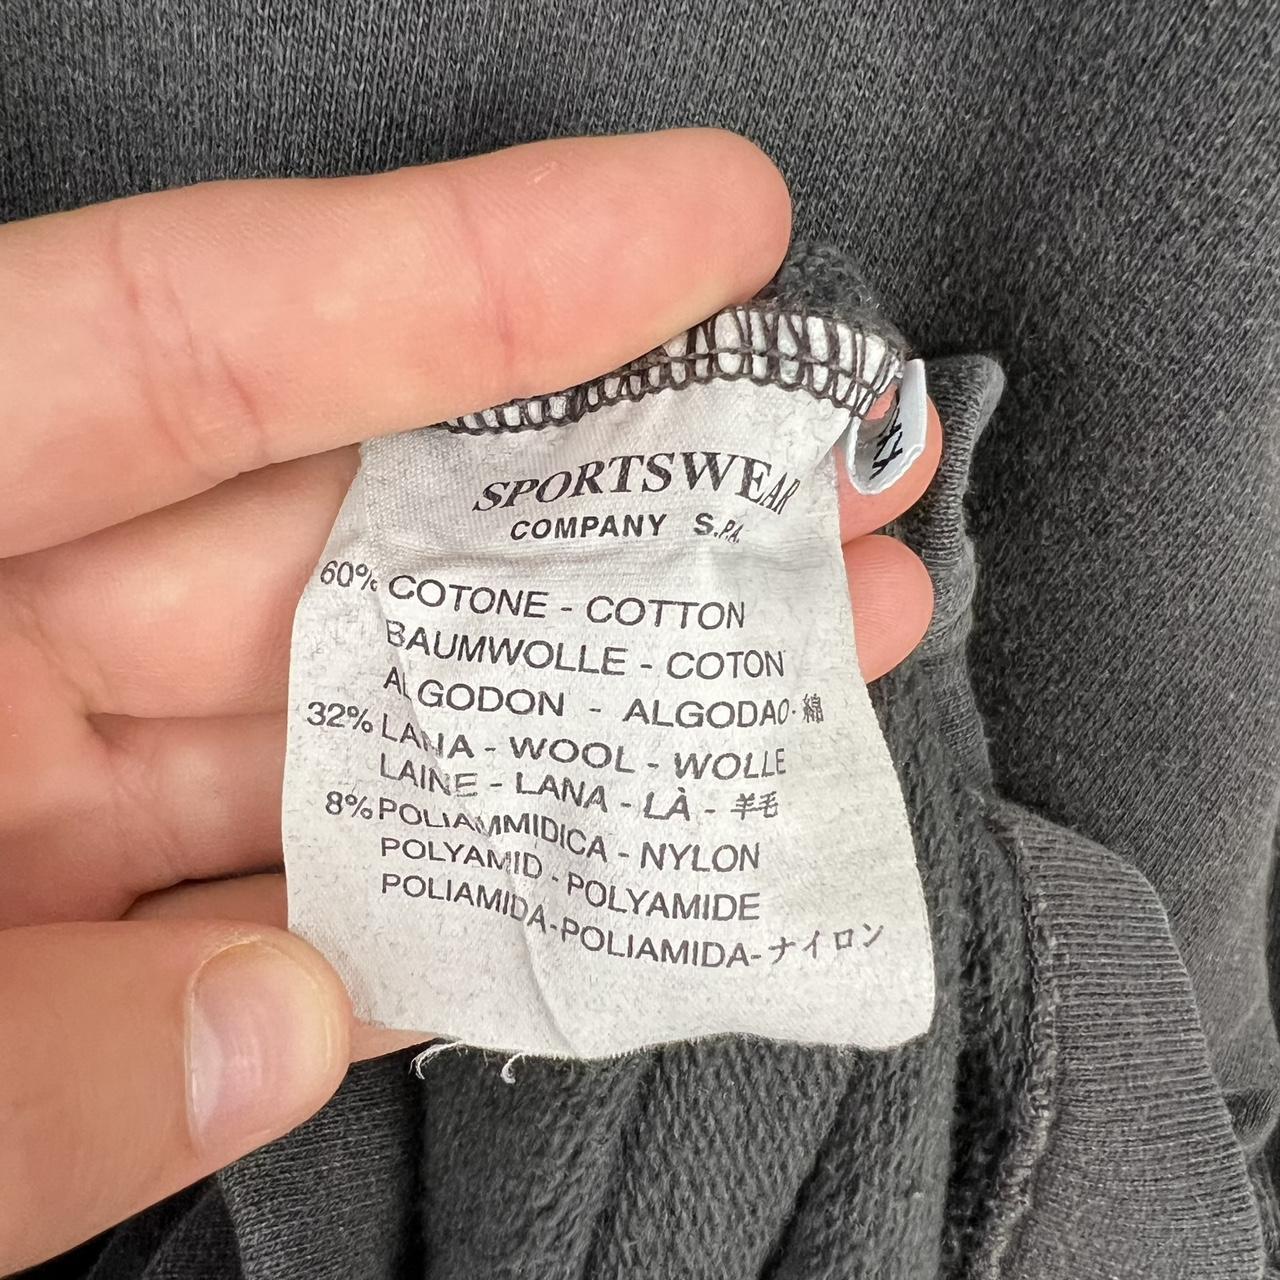 SPORTSWEAR
COMPANY S.P.A.
60% COTONE - COTTON
BAUMWOLLE - COTON
ALGODON - ALGODAO·綿
32% LANA - WOOL - WOLLE
LAINE - LANA - LÀ - 羊毛
8% POLIAMMIDICA - NYLON
POLYAMID - POLYAMIDE
POLIAMIDA-POLIAMIDA-ナイロン